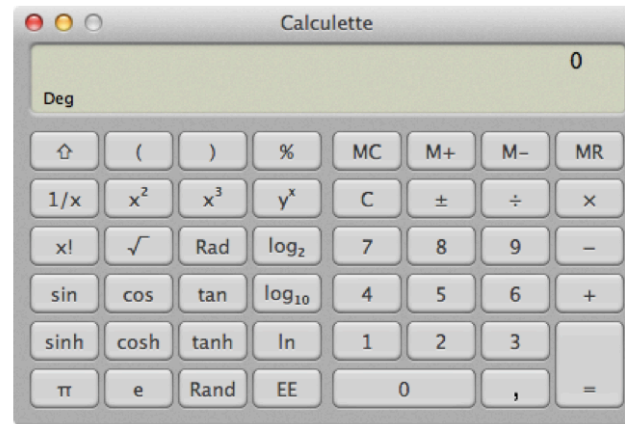 Calculette
0
Deg
⇧ ( ) % MC M+ M− MR
1/x x² x³ yˣ C ± ÷ ×
x! √ Rad log₂ 7 8 9 −
sin cos tan log₁₀ 4 5 6 +
sinh cosh tanh ln 1 2 3
π e Rand EE 0 , =